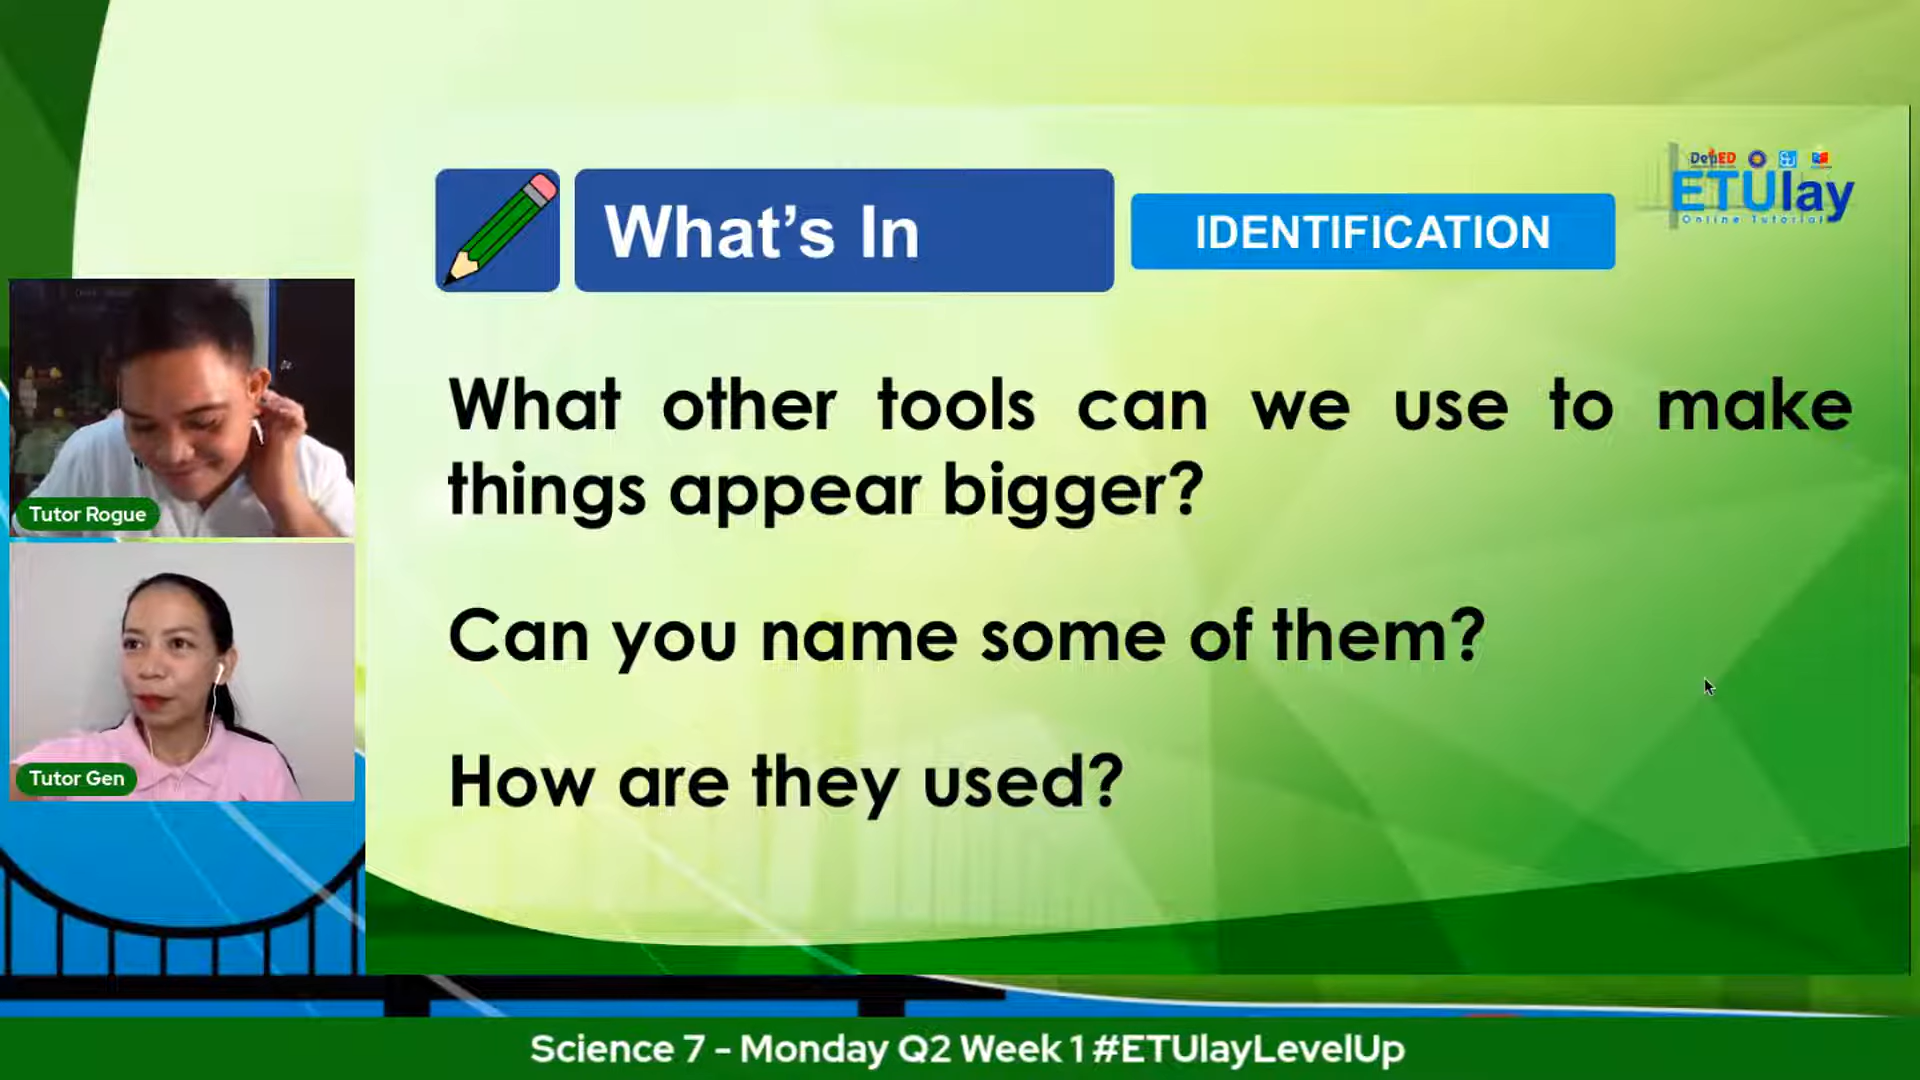 What's In
IDENTIFICATION
DepED
ETUlay
Online Tutorial
What other tools can we use to make
things appear bigger?
Can you name some of them?
How are they used?
Tutor Rogue
Tutor Gen
Science 7 - Monday Q2 Week 1 #ETUlayLevelUp